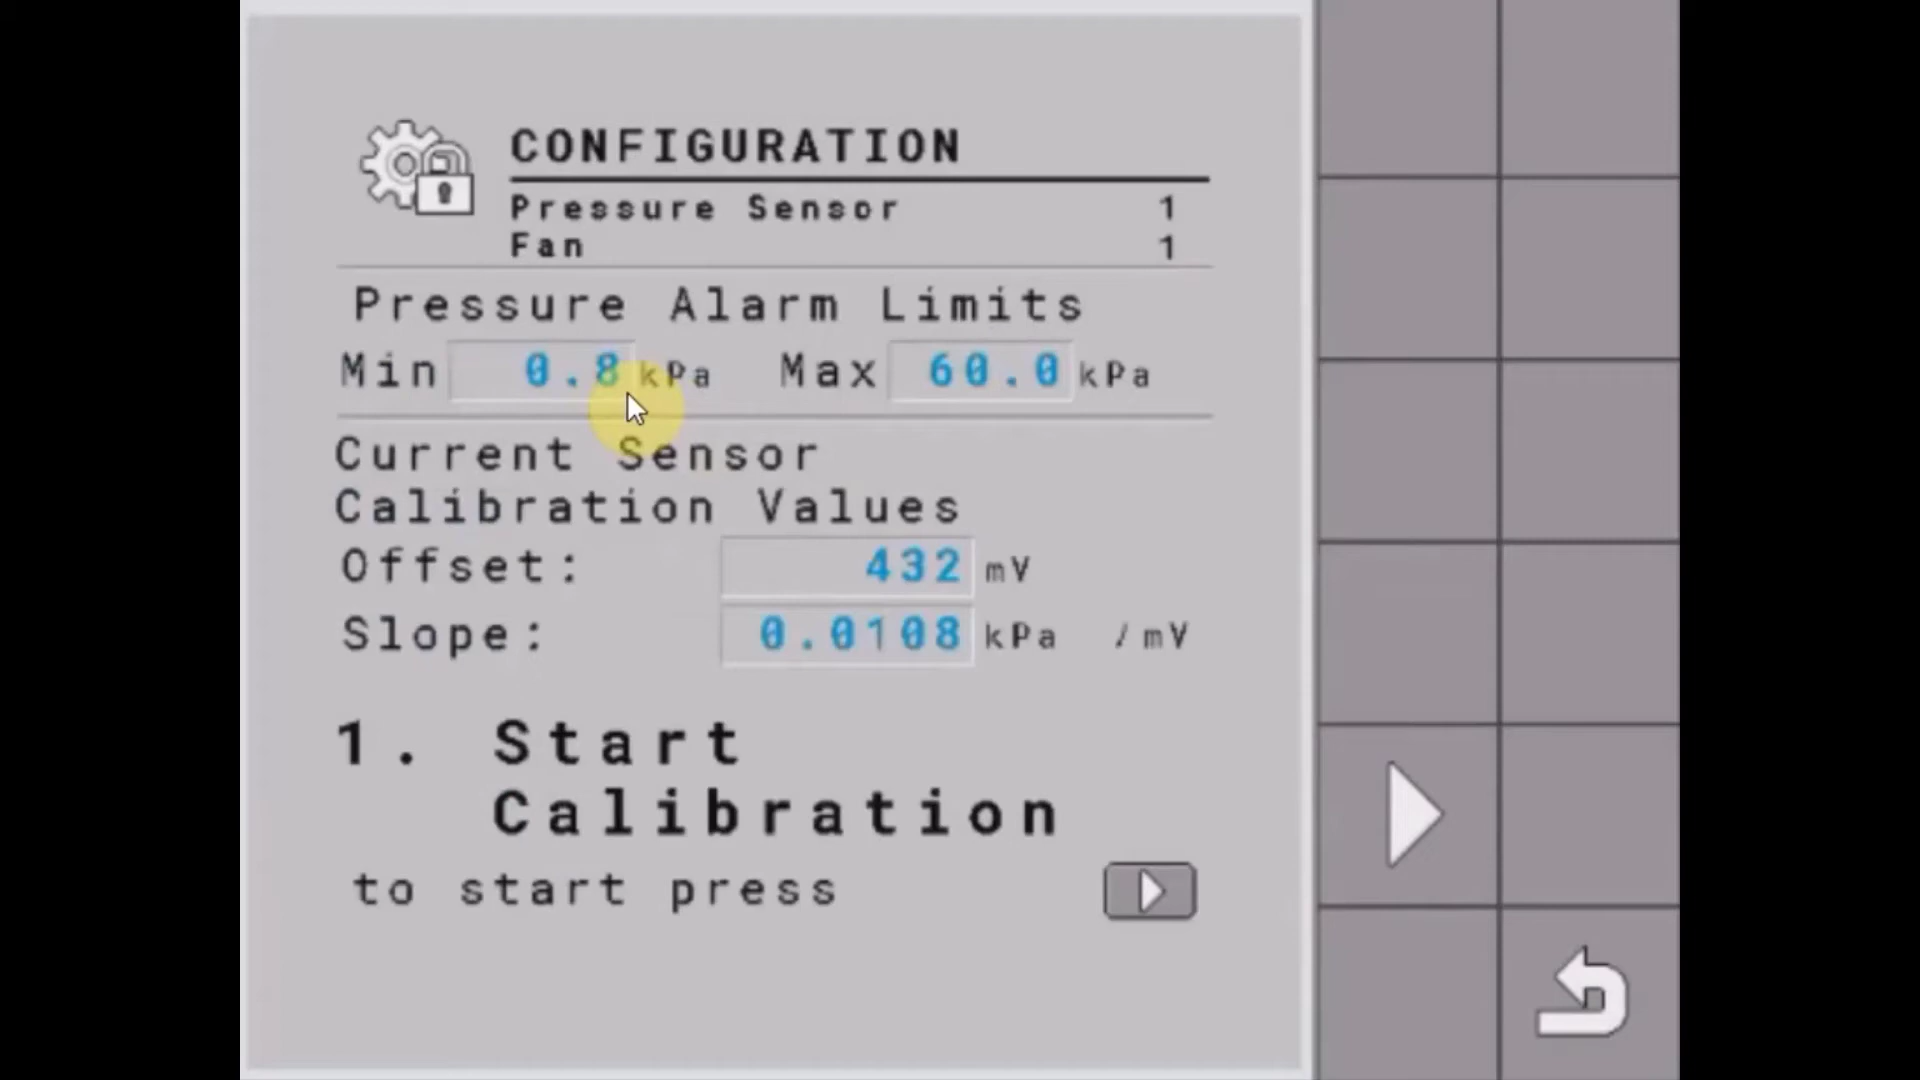 CONFIGURATION
Pressure Sensor 1
Fan 1
Pressure Alarm Limits
Min 0.8 kPa Max 60.0 kPa
Current Sensor
Calibration Values
Offset: 432 mV
Slope: 0.0108 kPa /mV
1. Start
Calibration
to start press